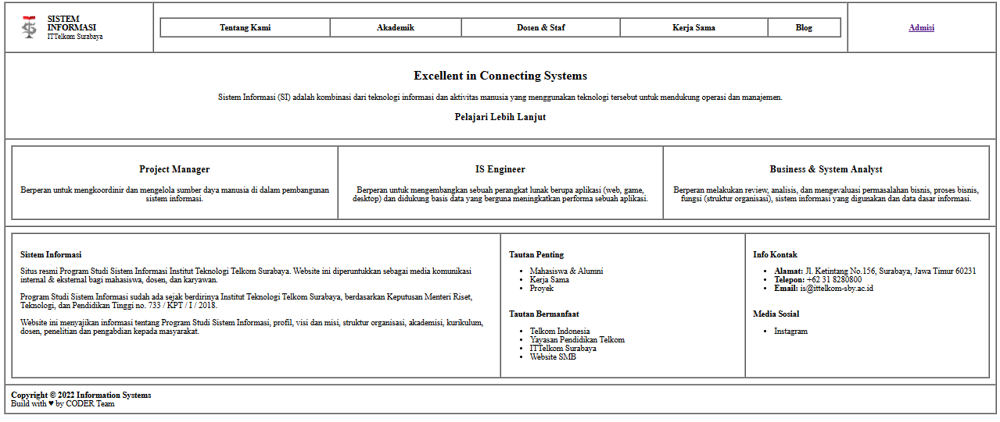 SISTEM
INFORMASI
ITTelkom Surabaya
Tentang Kami
Akademik
Dosen & Staf
Kerja Sama
Blog
Admisi
Excellent in Connecting Systems
Sistem Informasi (SI) adalah kombinasi dari teknologi informasi dan aktivitas manusia yang menggunakan teknologi tersebut untuk mendukung operasi dan manajemen.
Pelajari Lebih Lanjut
Project Manager
Berperan untuk mengkoordinir dan mengelola sumber daya manusia di dalam pembangunan
sistem informasi.
IS Engineer
Berperan untuk mengembangkan sebuah perangkat lunak berupa aplikasi (web, game,
desktop) dan didukung basis data yang berguna meningkatkan performa sebuah aplikasi.
Business & System Analyst
Berperan melakukan review, analisis, dan mengevaluasi permasalahan bisnis, proses bisnis,
fungsi (struktur organisasi), sistem informasi yang digunakan dan data dasar informasi.
Sistem Informasi
Situs resmi Program Studi Sistem Informasi Institut Teknologi Telkom Surabaya. Website ini diperuntukkan sebagai media komunikasi
internal & eksternal bagi mahasiswa, dosen, dan karyawan.
Program Studi Sistem Informasi sudah ada sejak berdirinya Institut Teknologi Telkom Surabaya, berdasarkan Keputusan Menteri Riset,
Teknologi, dan Pendidikan Tinggi no. 733 / KPT / I / 2018.
Website ini menyajikan informasi tentang Program Studi Sistem Informasi, profil, visi dan misi, struktur organisasi, akademisi, kurikulum,
dosen, penelitian dan pengabdian kepada masyarakat.
Tautan Penting
• Mahasiswa & Alumni
• Kerja Sama
• Proyek
Tautan Bermanfaat
• Telkom Indonesia
• Yayasan Pendidikan Telkom
• ITTelkom Surabaya
• Website SMB
Info Kontak
• Alamat: Jl. Ketintang No.156, Surabaya, Jawa Timur 60231
• Telepon: +62 31 8280800
• Email: is@ittelkom-sby.ac.id
Media Sosial
• Instagram
Copyright © 2022 Information Systems
Build with ♥ by CODER Team